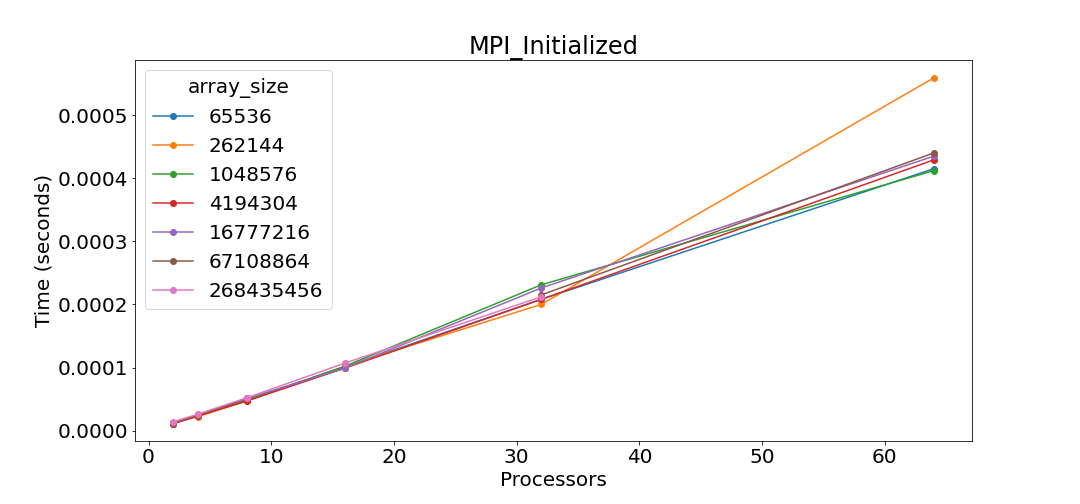 MPI_Initialized
array_size
65536
262144
1048576
4194304
16777216
67108864
268435456
Time (seconds)
0.0005
0.0004
0.0003
0.0002
0.0001
0.0000
0 10 20 30 40 50 60
Processors